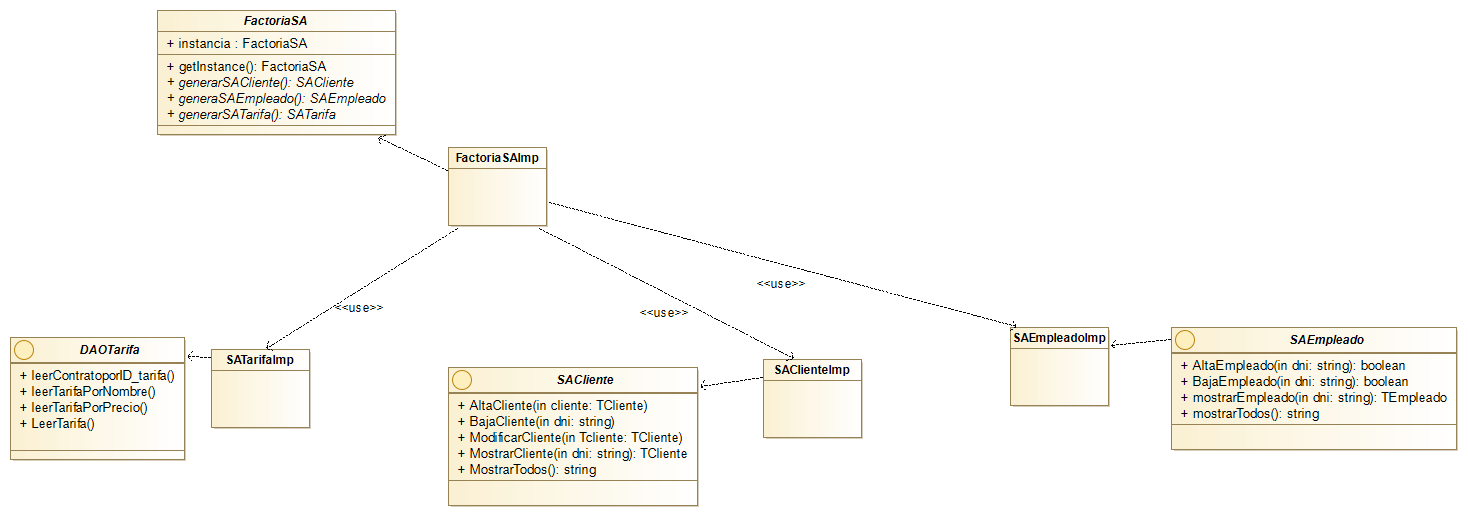 FactoriaSA
+ instancia : FactoriaSA
+ getInstance(): FactoriaSA
+ generarSACliente(): SACliente
+ generaSAEmpleado(): SAEmpleado
+ generarSATarifa(): SATarifa
FactoriaSAImp
<<use>>
<<use>>
<<use>>
DAOTarifa
+ leerContratoporID_tarifa()
+ leerTarifaPorNombre()
+ leerTarifaPorPrecio()
+ LeerTarifa()
SATarifaImp
SACliente
+ AltaCliente(in cliente: TCliente)
+ BajaCliente(in dni: string)
+ ModificarCliente(in Tcliente: TCliente)
+ MostrarCliente(in dni: string): TCliente
+ MostrarTodos(): string
SAClienteImp
SAEmpleadoImp
SAEmpleado
+ AltaEmpleado(in dni: string): boolean
+ BajaEmpleado(in dni: string): boolean
+ mostrarEmpleado(in dni: string): TEmpleado
+ mostrarTodos(): string